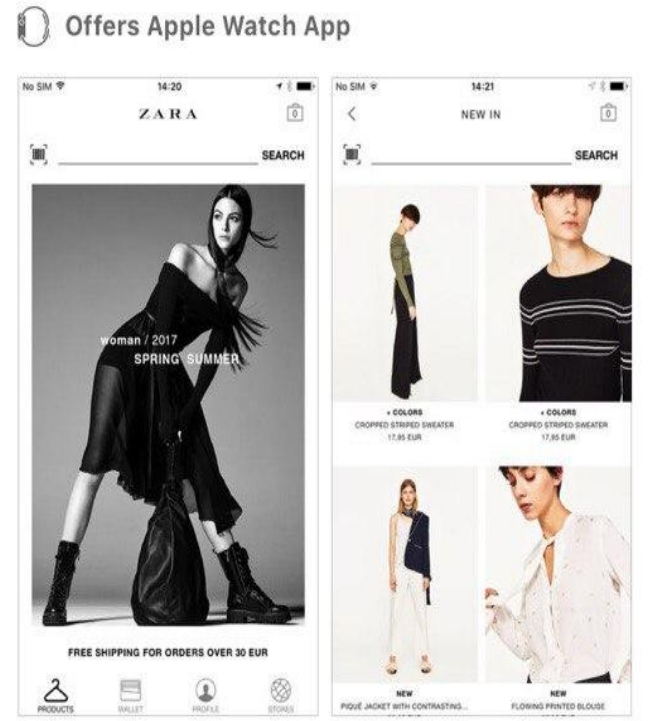 Offers Apple Watch App
No SIM 14:20
ZARA
0
SEARCH
woman / 2017
SPRING SUMMER
FREE SHIPPING FOR ORDERS OVER 30 EUR
PRODUCTS WALLET PROFILE STORES
No SIM 14:21
NEW IN
0
SEARCH
+ COLORS
CROPPED STRIPED SWEATER
17,95 EUR
+ COLORS
CROPPED STRIPED SWEATER
17,95 EUR
NEW
PIQUÉ JACKET WITH CONTRASTING...
NEW
FLOWING PRINTED BLOUSE